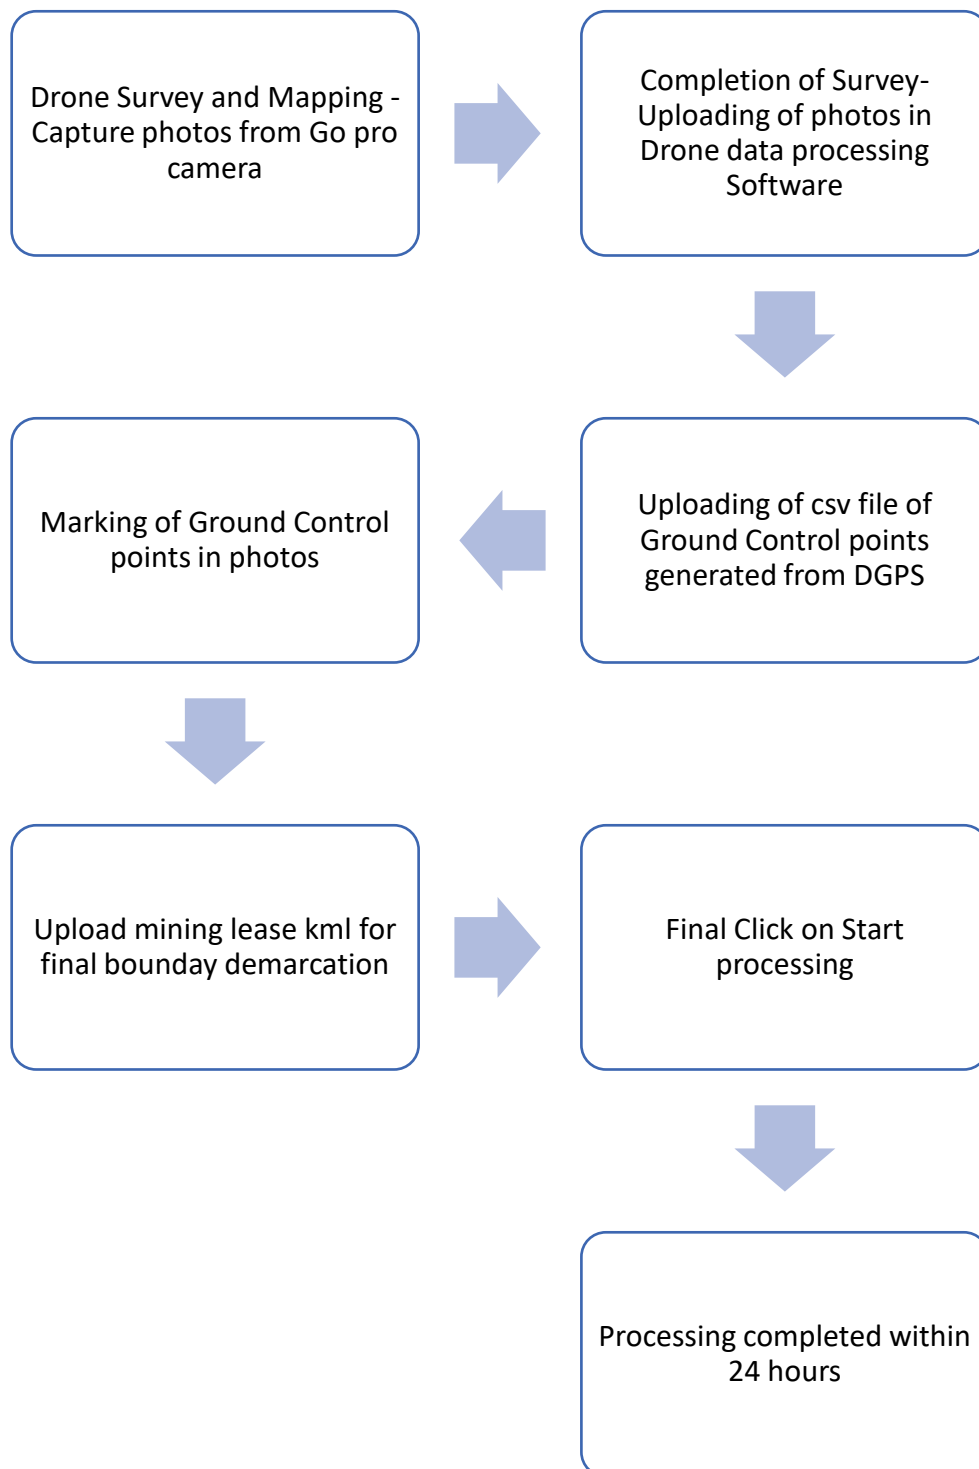 Drone Survey and Mapping -
Capture photos from Go pro
camera
Completion of Survey-
Uploading of photos in
Drone data processing
Software
Uploading of csv file of
Ground Control points
generated from DGPS
Marking of Ground Control
points in photos
Upload mining lease kml for
final bounday demarcation
Final Click on Start
processing
Processing completed within
24 hours